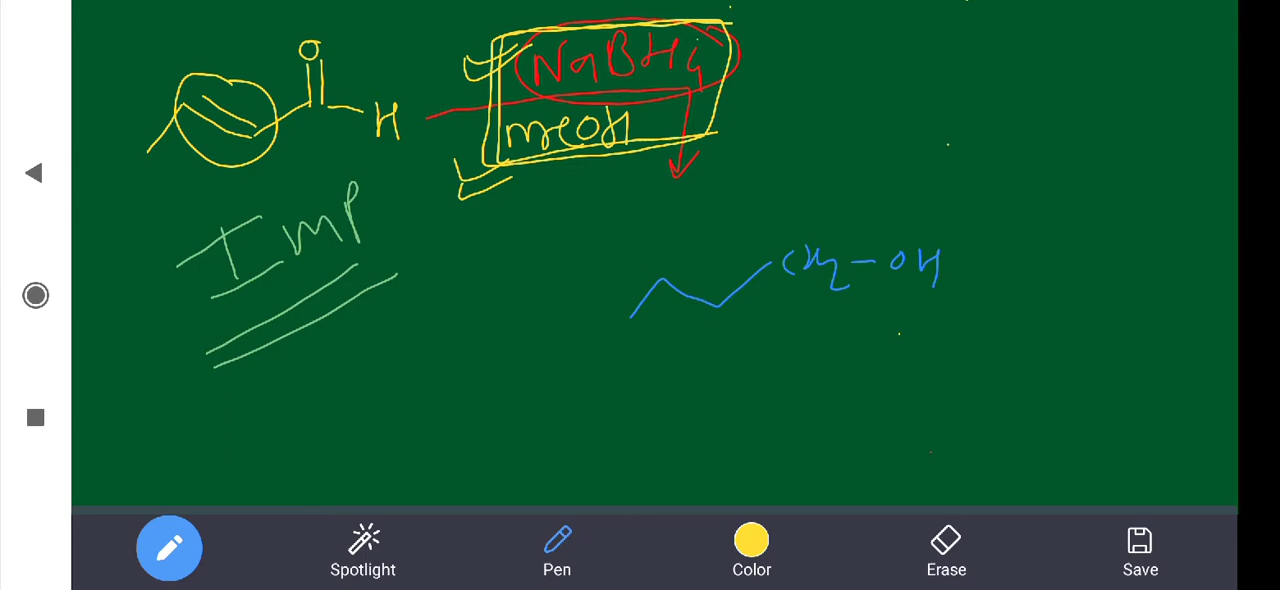 O
NaBH4
H
meOH
Imp
CH2-OH
Spotlight
Pen
Color
Erase
Save